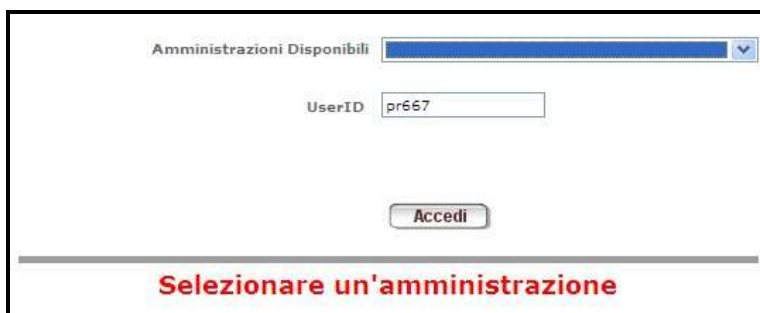 Amministrazioni Disponibili
UserID pr667
Accedi
Selezionare un'amministrazione